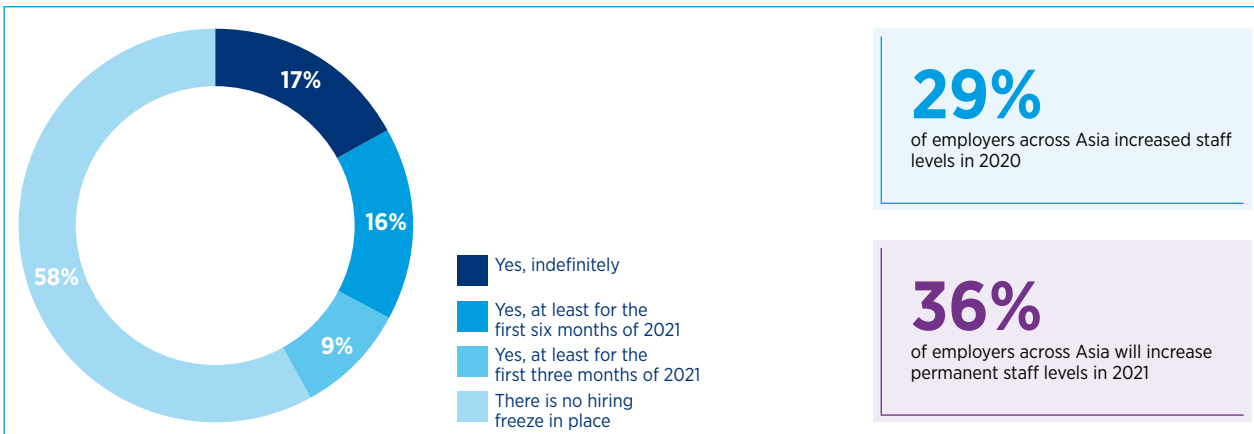 17%
16%
9%
58%
Yes, indefinitely
Yes, at least for the
first six months of 2021
Yes, at least for the
first three months of 2021
There is no hiring
freeze in place
29%
of employers across Asia increased staff
levels in 2020
36%
of employers across Asia will increase
permanent staff levels in 2021